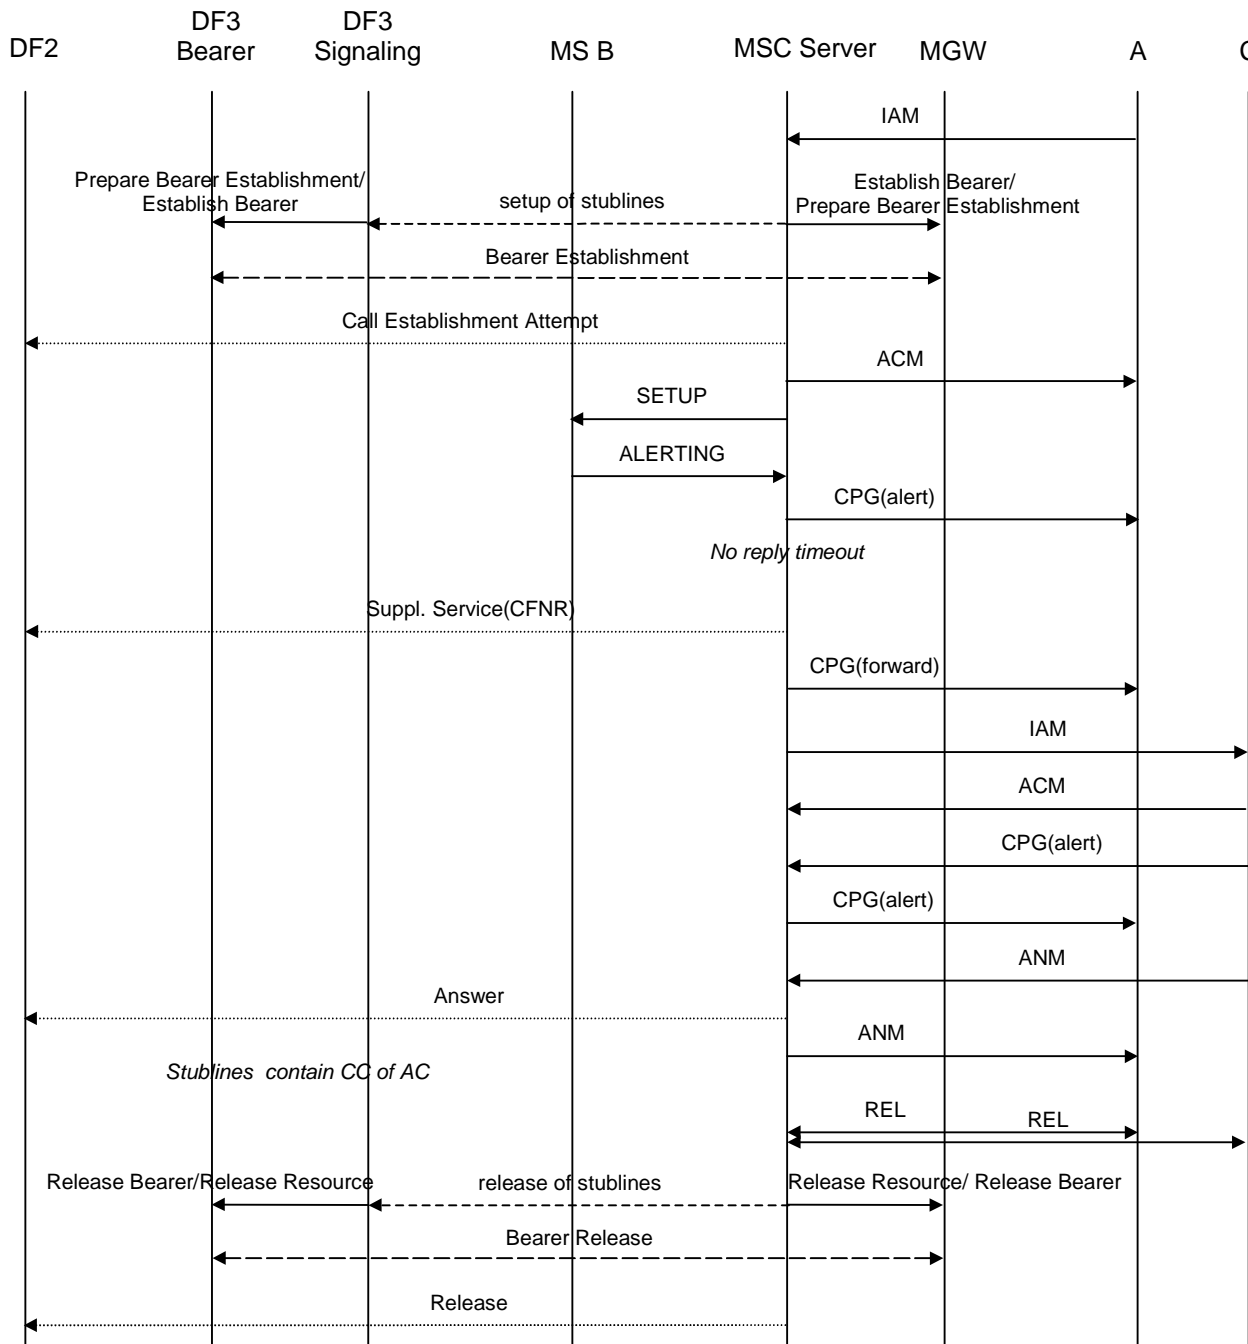 DF2
DF3
Bearer
DF3
Signaling
MS B
MSC Server
MGW
A
IAM
Prepare Bearer Establishment/
Establish Bearer
setup of stublines
Establish Bearer/
Prepare Bearer Establishment
Bearer Establishment
Call Establishment Attempt
ACM
SETUP
ALERTING
CPG(alert)
No reply timeout
Suppl. Service(CFNR)
CPG(forward)
IAM
ACM
CPG(alert)
CPG(alert)
ANM
Answer
ANM
Stublines contain CC of AC
REL
REL
Release Bearer/Release Resource
release of stublines
Release Resource/ Release Bearer
Bearer Release
Release